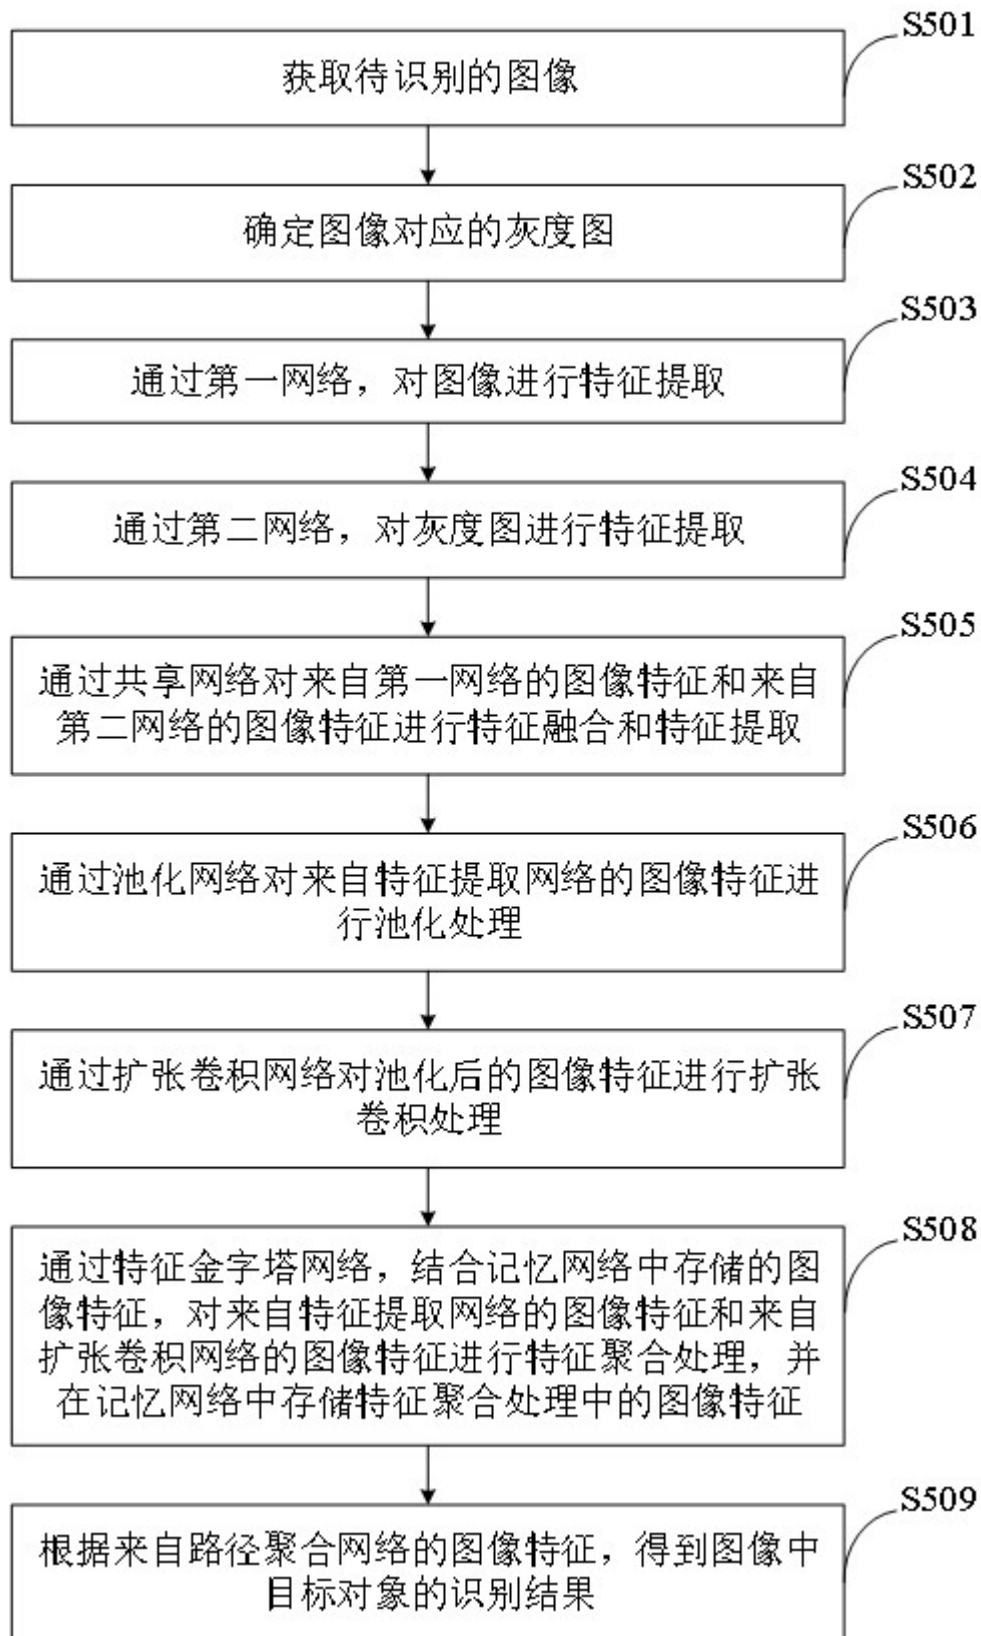 S501
获取待识别的图像
S502
确定图像对应的灰度图
S503
通过第一网络，对图像进行特征提取
S504
通过第二网络，对灰度图进行特征提取
S505
通过共享网络对来自第一网络的图像特征和来自
第二网络的图像特征进行特征融合和特征提取
S506
通过池化网络对来自特征提取网络的图像特征进
行池化处理
S507
通过扩张卷积网络对池化后的图像特征进行扩张
卷积处理
S508
通过特征金字塔网络，结合记忆网络中存储的图
像特征，对来自特征提取网络的图像特征和来自
扩张卷积网络的图像特征进行特征聚合处理，并
在记忆网络中存储特征聚合处理中的图像特征
S509
根据来自路径聚合网络的图像特征，得到图像中
目标对象的识别结果